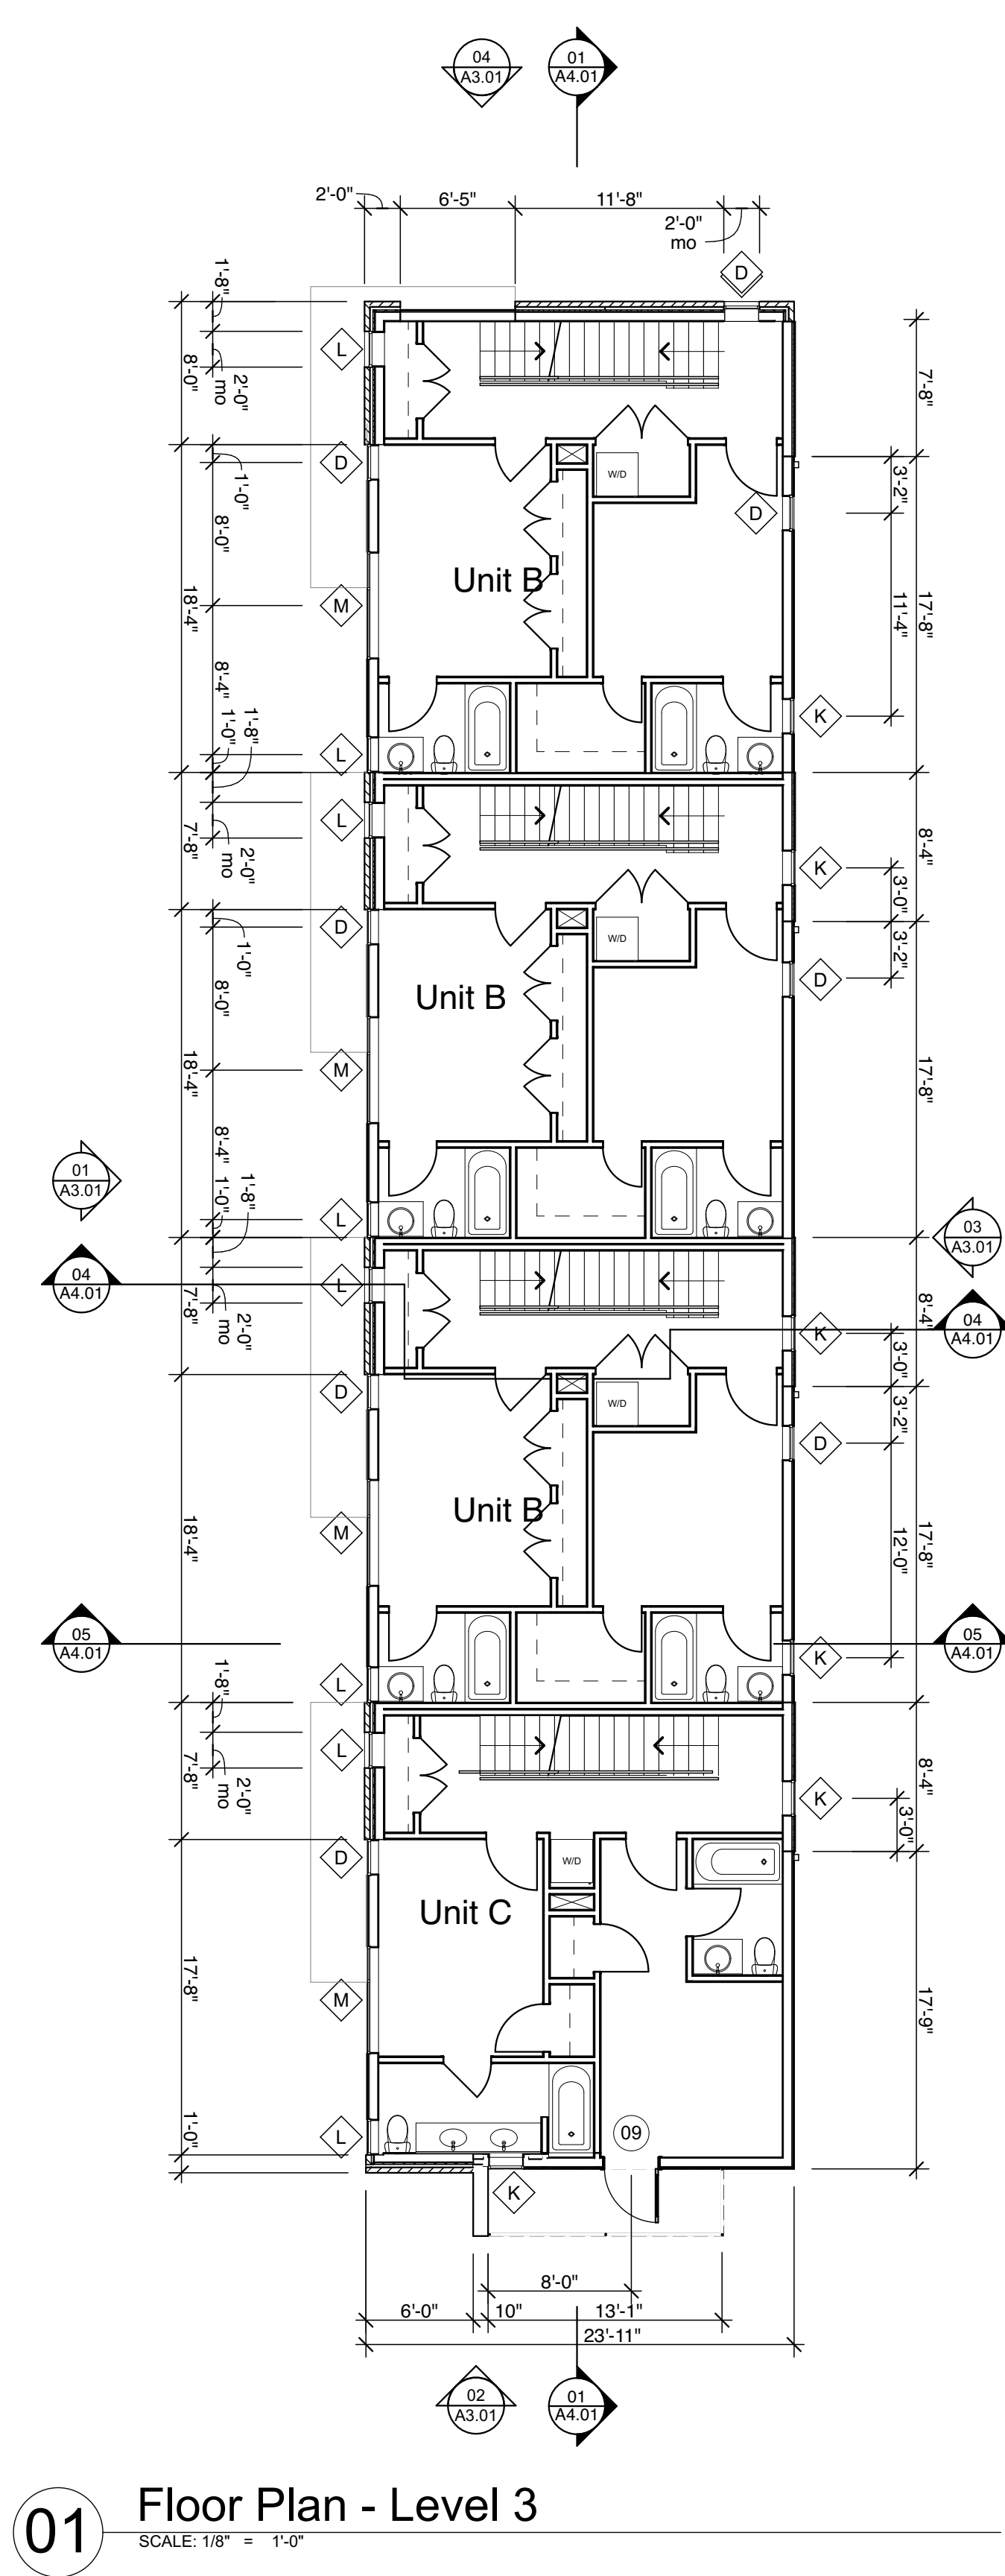 04
A3.01
01
A4.01
2'-0"
6'-5"
11'-8"
2'-0"
mo
D
1'-8"
8'-0"
2'-0"
mo
L
7'-8"
D
1'-0"
8'-0"
W/D
D
3'-2"
Unit B
18'-4"
M
11'-4"
17'-8"
8'-4"
1'-0"
1'-8"
L
K
L
7'-8"
2'-0"
mo
K
8'-4"
3'-0"
D
1'-0"
W/D
3'-2"
8'-0"
Unit B
D
18'-4"
M
17'-8"
8'-4"
1'-0"
1'-8"
01
A3.01
L
03
A3.01
04
A4.01
L
7'-8"
2'-0"
mo
8'-4"
K
04
A4.01
3'-0"
D
W/D
3'-2"
D
Unit B
18'-4"
M
12'-0"
17'-8"
05
A4.01
05
A4.01
K
1'-8"
L
L
7'-8"
2'-0"
mo
8'-4"
K
3'-0"
D
W/D
Unit C
17'-8"
M
17'-9"
1'-0"
L
09
K
8'-0"
6'-0"
10"
13'-1"
23'-11"
02
A3.01
01
A4.01
01
Floor Plan - Level 3
SCALE: 1/8" = 1'-0"